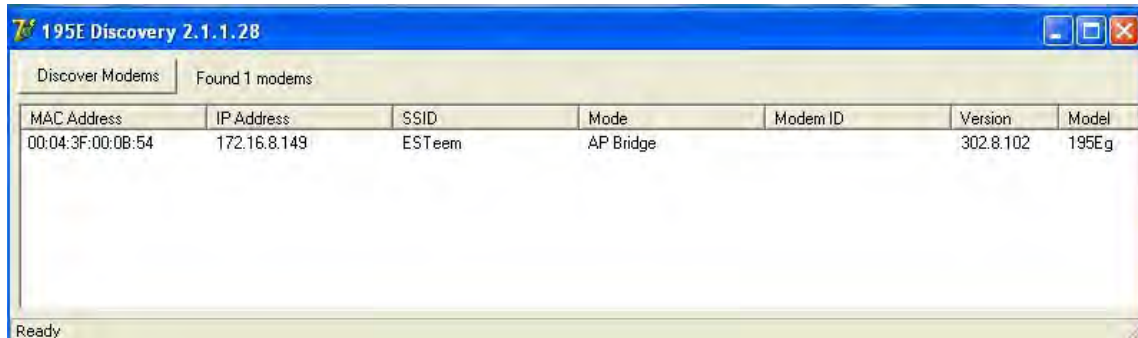 195E Discovery 2.1.1.28
Discover Modems Found 1 modems
MAC Address IP Address SSID Mode Modem ID Version Model
00:04:3F:00:0B:54 172.16.8.149 ESTeem AP Bridge 302.8.102 195Eg
Ready